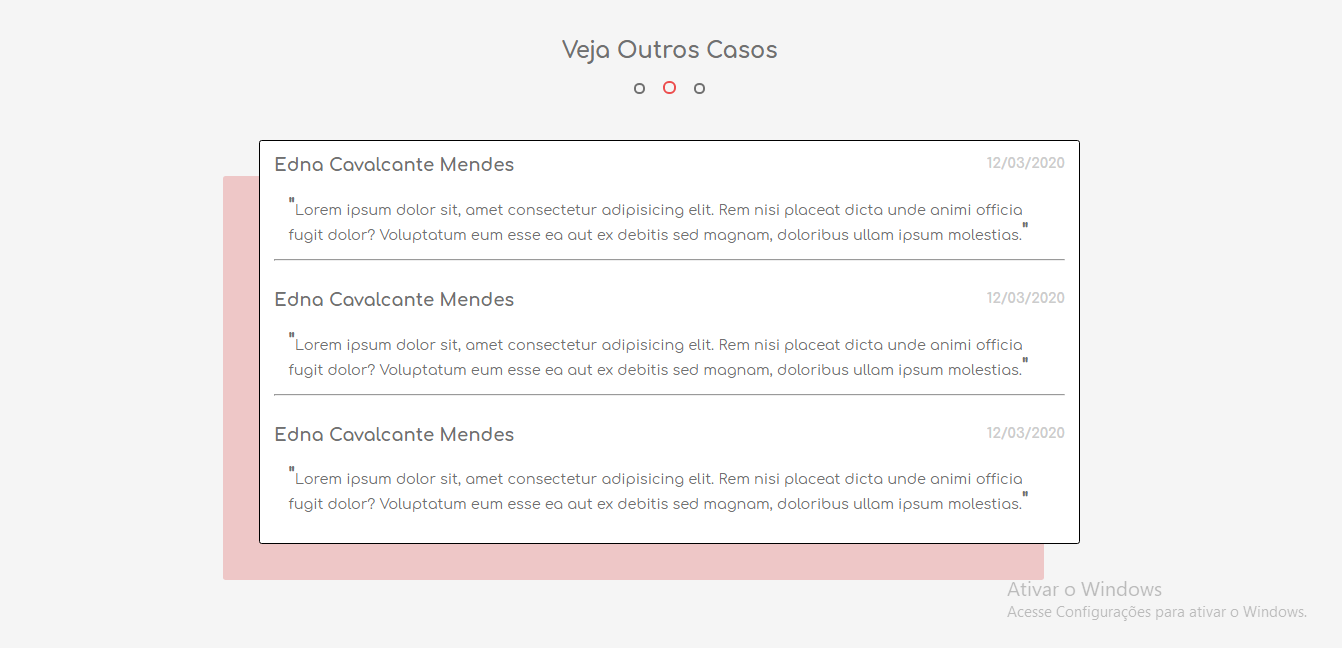 Veja Outros Casos
Edna Cavalcante Mendes 12/03/2020
"Lorem ipsum dolor sit, amet consectetur adipisicing elit. Rem nisi placeat dicta unde animi officia
fugit dolor? Voluptatum eum esse ea aut ex debitis sed magnam, doloribus ullam ipsum molestias."
Edna Cavalcante Mendes 12/03/2020
"Lorem ipsum dolor sit, amet consectetur adipisicing elit. Rem nisi placeat dicta unde animi officia
fugit dolor? Voluptatum eum esse ea aut ex debitis sed magnam, doloribus ullam ipsum molestias."
Edna Cavalcante Mendes 12/03/2020
"Lorem ipsum dolor sit, amet consectetur adipisicing elit. Rem nisi placeat dicta unde animi officia
fugit dolor? Voluptatum eum esse ea aut ex debitis sed magnam, doloribus ullam ipsum molestias."
Ativar o Windows
Acesse Configurações para ativar o Windows.